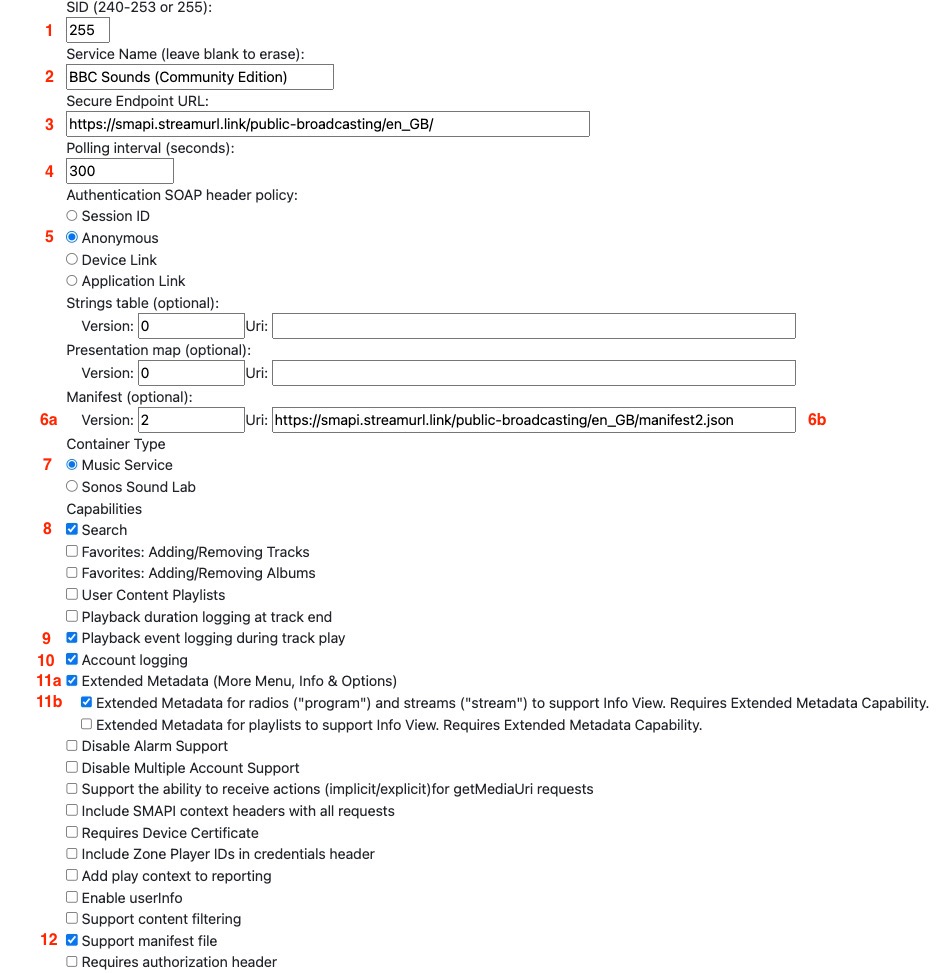 SID (240-253 or 255):
1 255
Service Name (leave blank to erase):
2 BBC Sounds (Community Edition)
Secure Endpoint URL:
3 https://smapi.streamurl.link/public-broadcasting/en_GB/
Polling interval (seconds):
4 300
Authentication SOAP header policy:
Session ID
5 Anonymous
Device Link
Application Link
Strings table (optional):
Version: 0 Uri:
Presentation map (optional):
Version: 0 Uri:
Manifest (optional):
6a Version: 2 Uri: https://smapi.streamurl.link/public-broadcasting/en_GB/manifest2.json 6b
Container Type
7 Music Service
Sonos Sound Lab
Capabilities
8 Search
Favorites: Adding/Removing Tracks
Favorites: Adding/Removing Albums
User Content Playlists
Playback duration logging at track end
9 Playback event logging during track play
10 Account logging
11a Extended Metadata (More Menu, Info & Options)
11b Extended Metadata for radios ("program") and streams ("stream") to support Info View. Requires Extended Metadata Capability.
Extended Metadata for playlists to support Info View. Requires Extended Metadata Capability.
Disable Alarm Support
Disable Multiple Account Support
Support the ability to receive actions (implicit/explicit)for getMediaUri requests
Include SMAPI context headers with all requests
Requires Device Certificate
Include Zone Player IDs in credentials header
Add play context to reporting
Enable userInfo
Support content filtering
12 Support manifest file
Requires authorization header